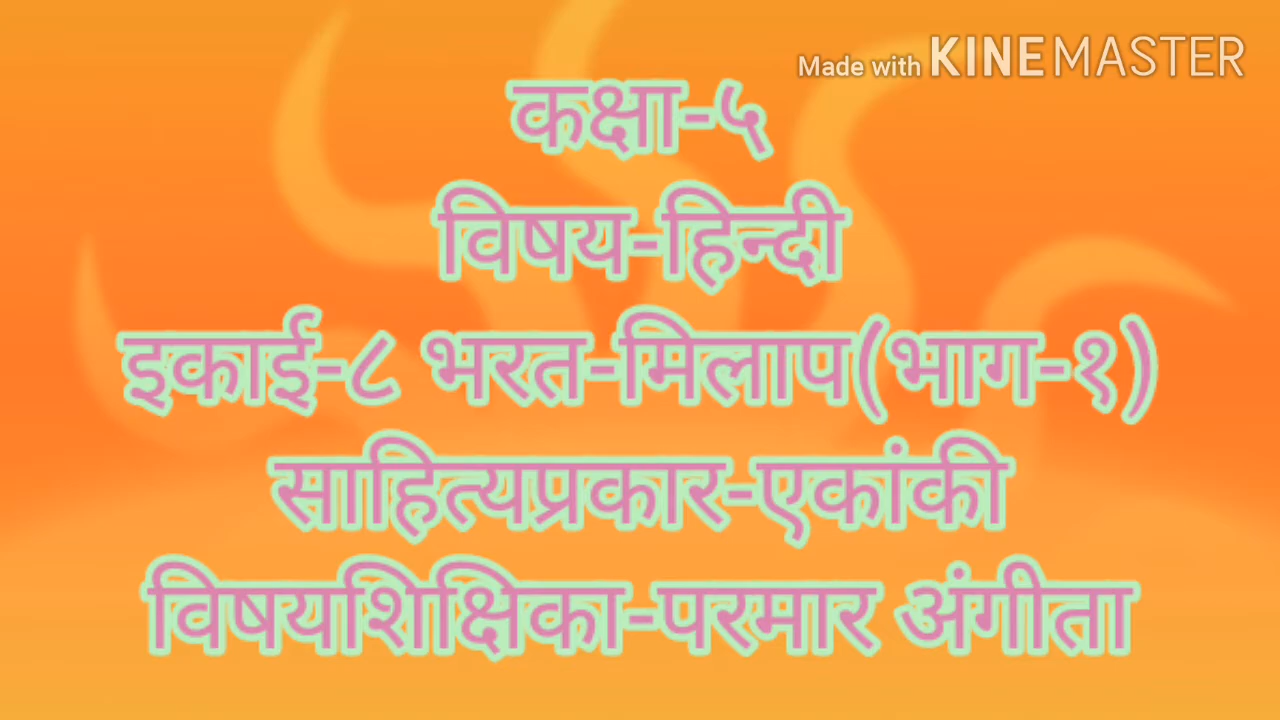 Made with KINEMASTER
कक्षा-५
विषय-हिन्दी
इकाई-८ भरत-मिलाप(भाग-१)
साहित्यप्रकार-एकांकी
विषयशिक्षिका-परमार अंगीता